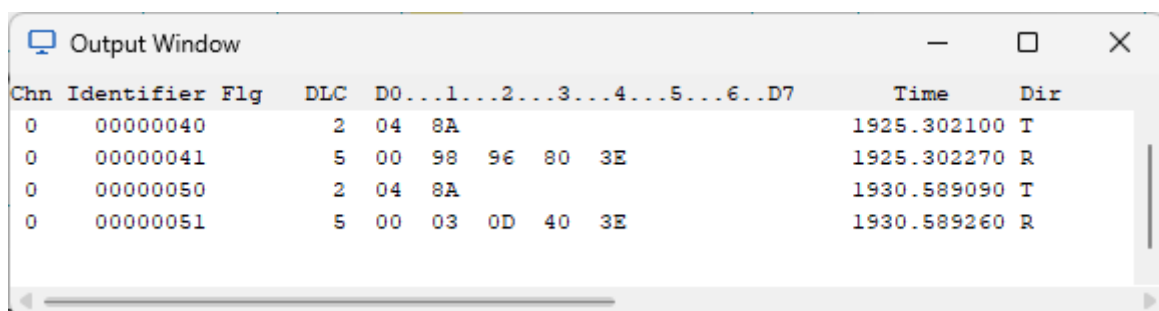 Output Window
Chn Identifier Flg DLC D0...1...2...3...4...5...6..D7 Time Dir
0 00000040 2 04 8A 1925.302100 T
0 00000041 5 00 98 96 80 3E 1925.302270 R
0 00000050 2 04 8A 1930.589090 T
0 00000051 5 00 03 0D 40 3E 1930.589260 R